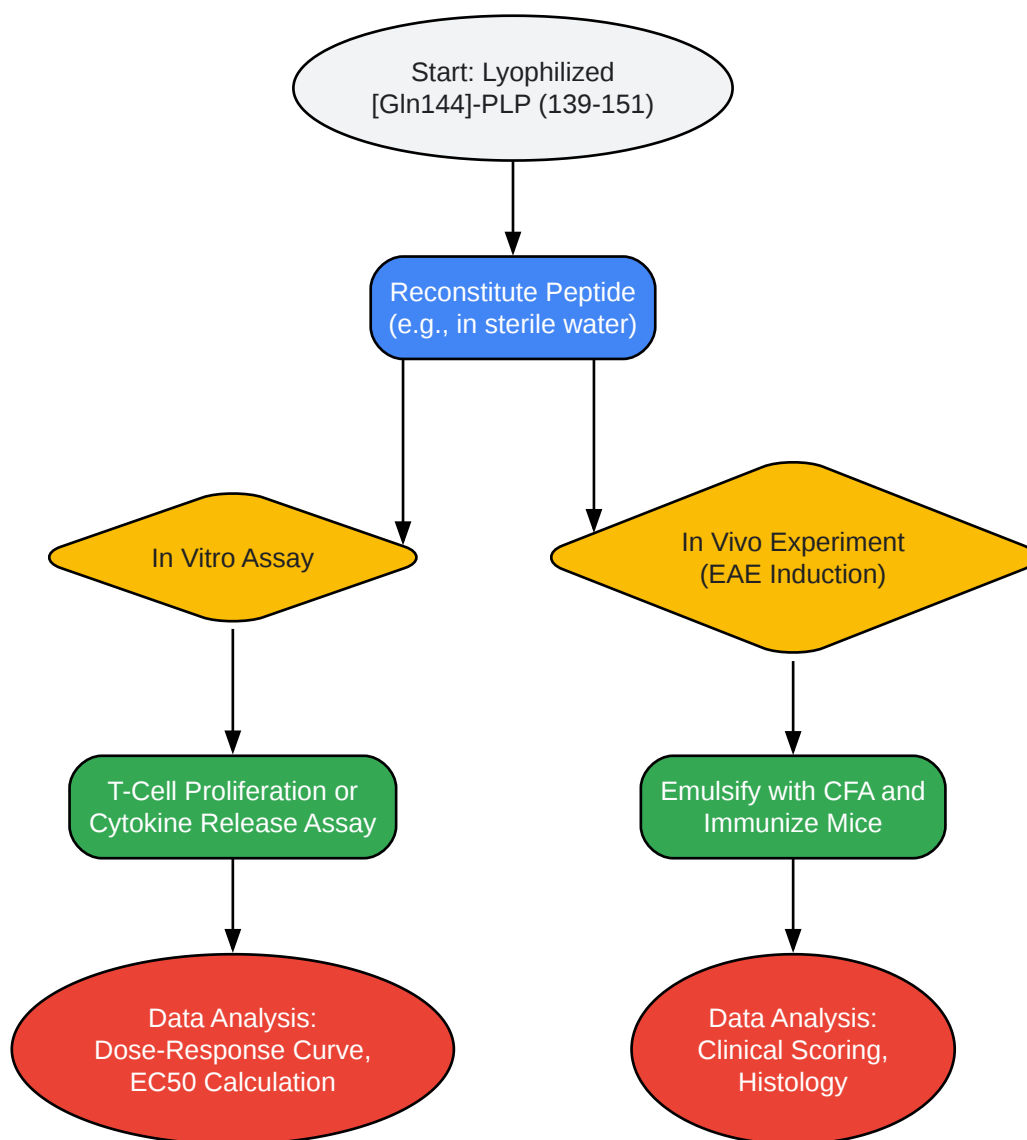 Start: Lyophilized
[Gln144]-PLP (139-151)
Reconstitute Peptide
(e.g., in sterile water)
In Vitro Assay
In Vivo Experiment
(EAE Induction)
T-Cell Proliferation or
Cytokine Release Assay
Emulsify with CFA and
Immunize Mice
Data Analysis:
Dose-Response Curve,
EC50 Calculation
Data Analysis:
Clinical Scoring,
Histology